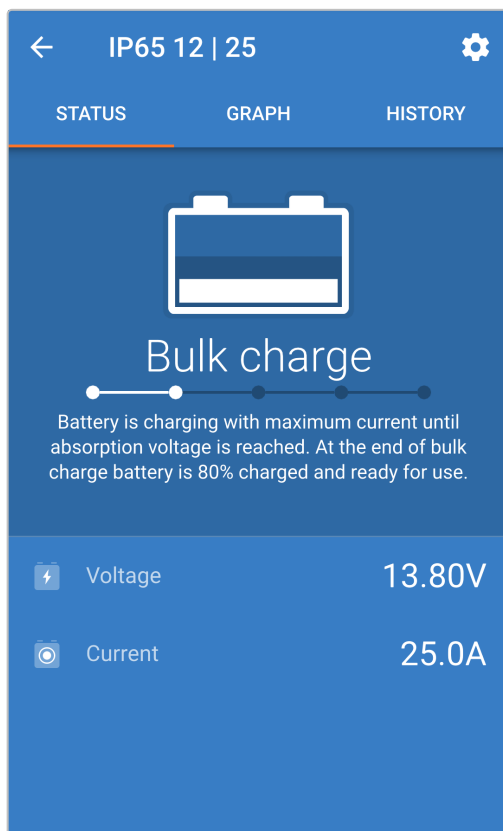 IP65 12 | 25
STATUS
GRAPH
HISTORY
Bulk charge
Battery is charging with maximum current until
absorption voltage is reached. At the end of bulk
charge battery is 80% charged and ready for use.
Voltage
13.80V
Current
25.0A